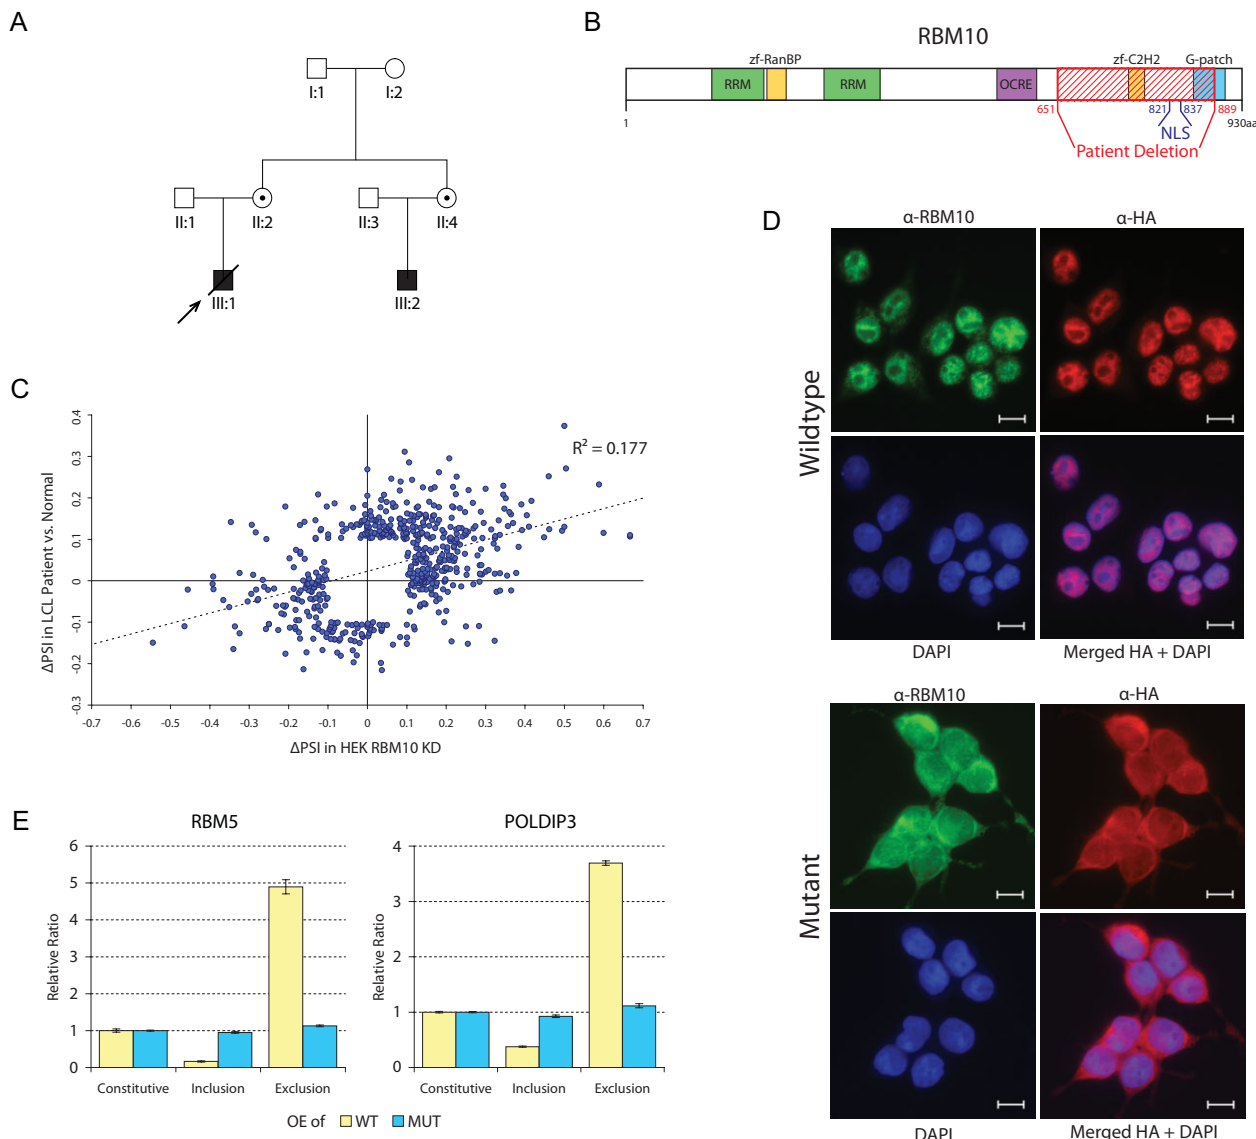 A
I:1
I:2
II:1
II:2
II:3
II:4
III:1
III:2
B
RBM10
zf-RanBP
zf-C2H2
G-patch
RRM
RRM
OCRE
651
821
837
889
1
930aa
NLS
Patient Deletion
C
ΔPSI in LCL Patient vs. Normal
0.4
0.3
0.2
0.1
0
-0.1
-0.2
-0.3
R² = 0.177
-0.7 -0.6 -0.5 -0.4 -0.3 -0.2 -0.1 0 0.1 0.2 0.3 0.4 0.5 0.6 0.7
ΔPSI in HEK RBM10 KD
D
α-RBM10
α-HA
Wildtype
DAPI
Merged HA + DAPI
α-RBM10
α-HA
Mutant
DAPI
Merged HA + DAPI
E
RBM5
Relative Ratio
6
5
4
3
2
1
0
Constitutive Inclusion Exclusion
POLDIP3
Relative Ratio
4
3
2
1
0
Constitutive Inclusion Exclusion
OE of WT MUT